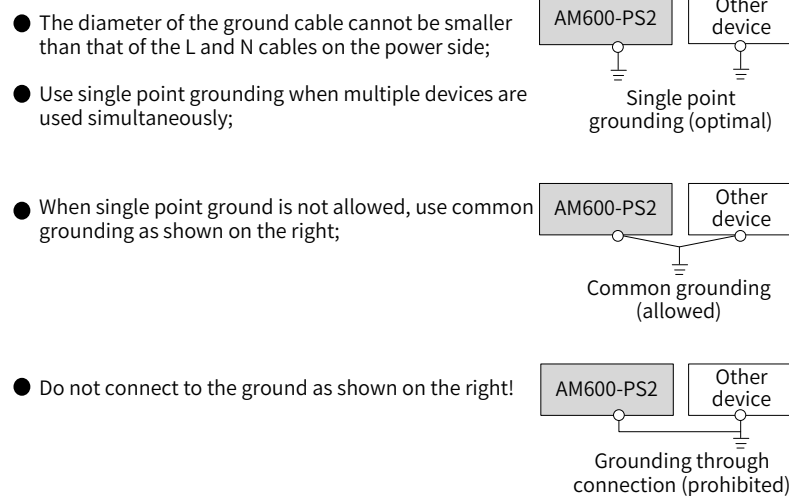 ● The diameter of the ground cable cannot be smaller
than that of the L and N cables on the power side;
● Use single point grounding when multiple devices are
used simultaneously;
AM600-PS2
Other
device
Single point
grounding (optimal)
● When single point ground is not allowed, use common
grounding as shown on the right;
AM600-PS2
Other
device
Common grounding
(allowed)
● Do not connect to the ground as shown on the right!
AM600-PS2
Other
device
Grounding through
connection (prohibited)